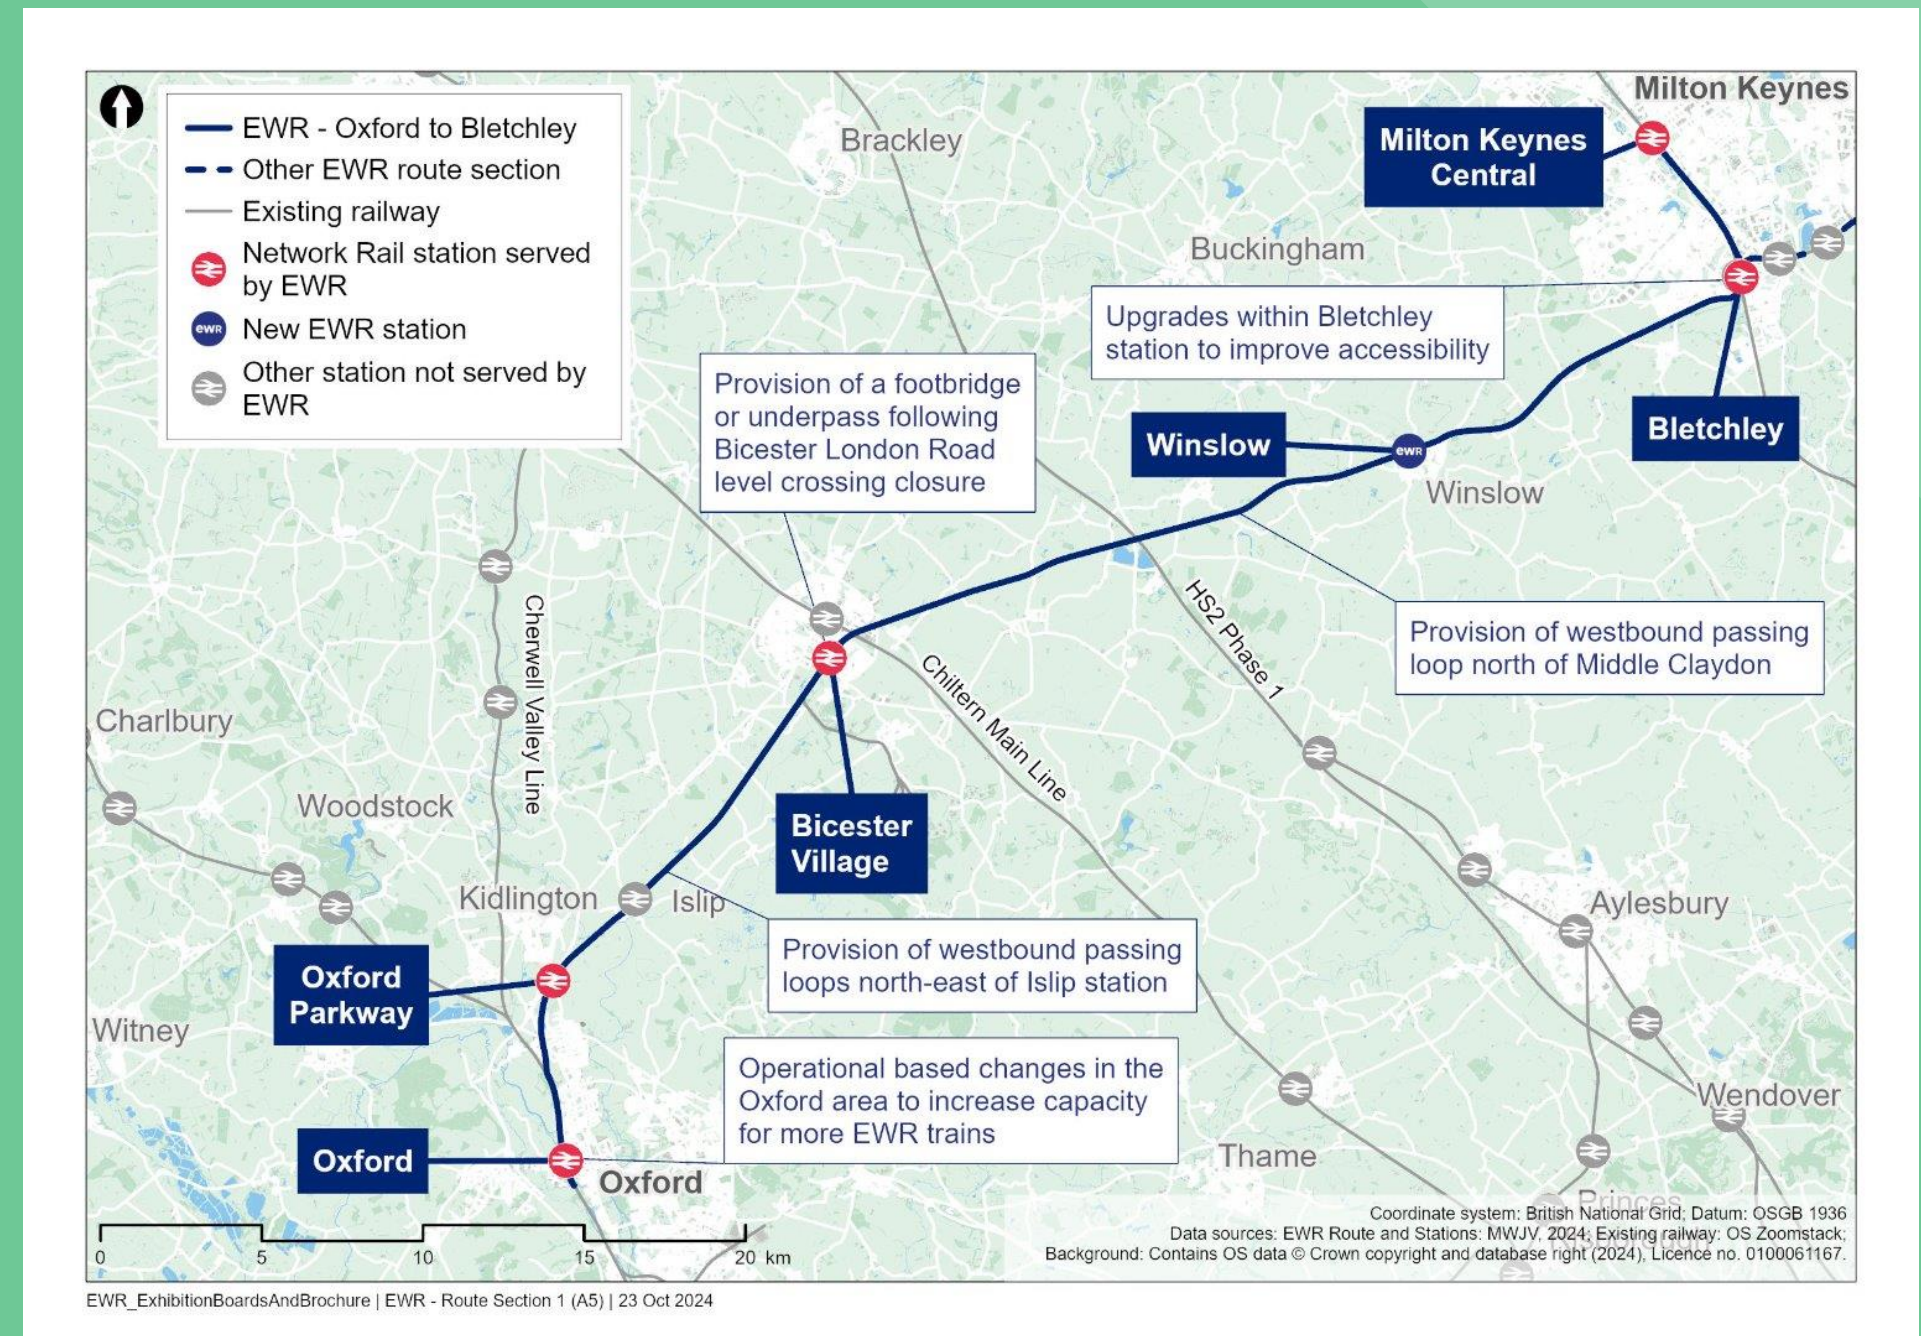 EWR - Oxford to Bletchley
Other EWR route section
Existing railway
Network Rail station served
by EWR
ewr
New EWR station
Other station not served by
EWR
Brackley
Milton Keynes
Milton Keynes
Central
Buckingham
Upgrades within Bletchley
station to improve accessibility
Provision of a footbridge
or underpass following
Bicester London Road
level crossing closure
Winslow
ewr
Bletchley
Winslow
Cherwell Valley Line
HS2 Phase 1
Provision of westbound passing
loop north of Middle Claydon
Chiltern Main Line
Charlbury
Woodstock
Bicester
Village
Kidlington
Islip
Aylesbury
Provision of westbound passing
loops north-east of Islip station
Oxford
Parkway
Witney
Operational based changes in the
Oxford area to increase capacity
for more EWR trains
Wendover
Oxford
Oxford
Thame
Princes
Coordinate system: British National Grid; Datum: OSGB 1936
Data sources: EWR Route and Stations: MWJV, 2024; Existing railway: OS Zoomstack;
Background: Contains OS data © Crown copyright and database right (2024), Licence no. 0100061167.
0 5 10 15 20 km
EWR_ExhibitionBoardsAndBrochure | EWR - Route Section 1 (A5) | 23 Oct 2024